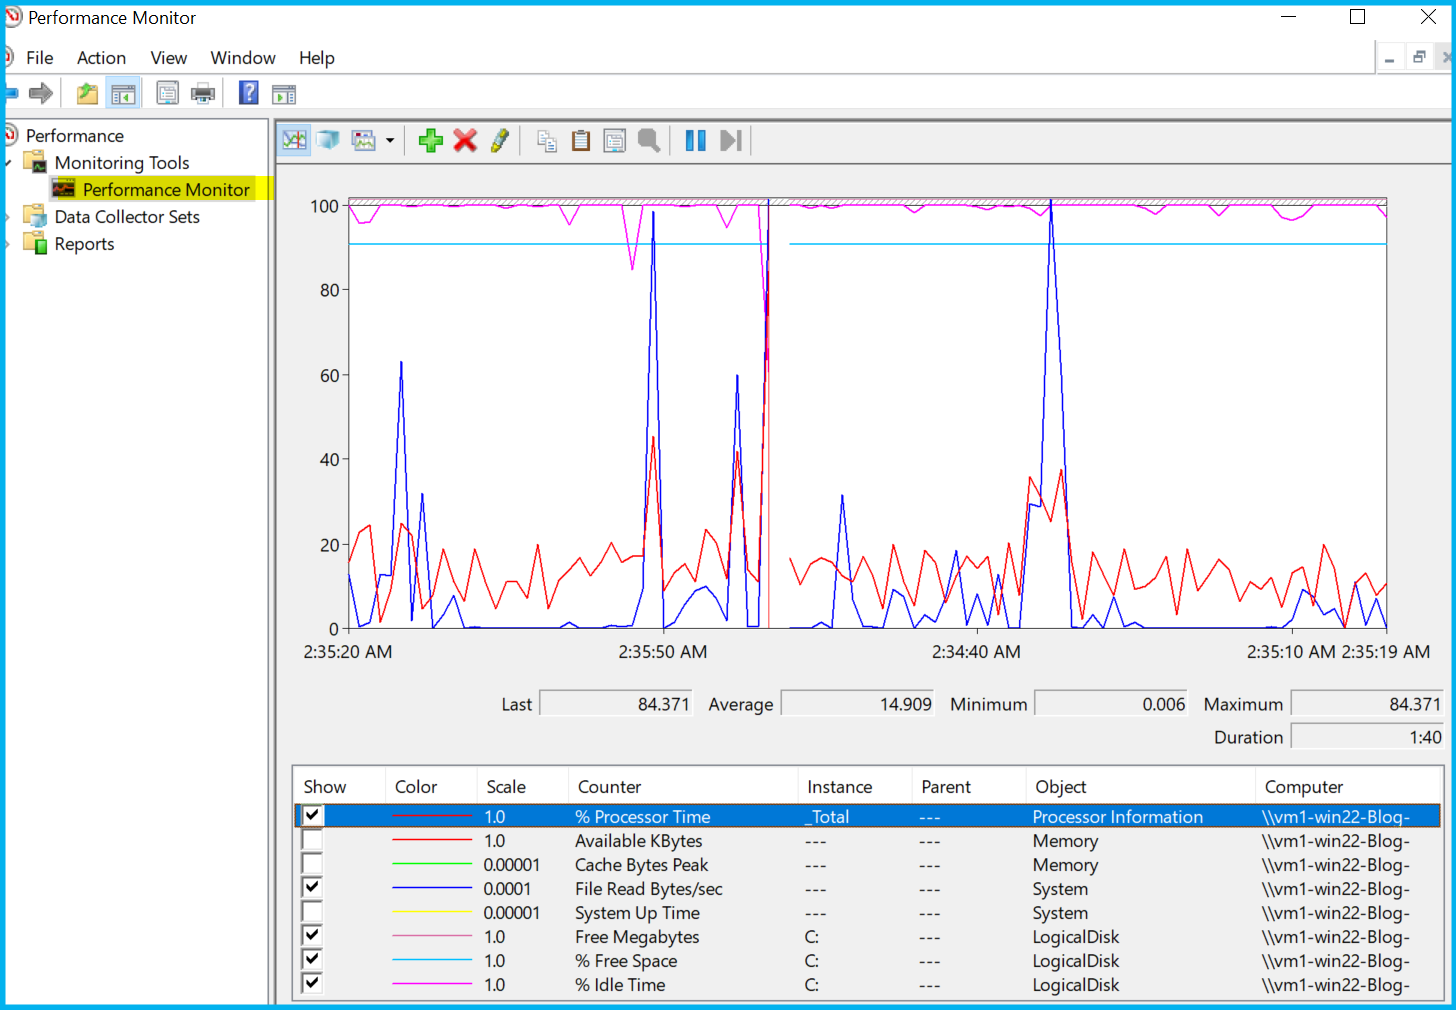 Performance Monitor
File Action View Window Help
Performance
Monitoring Tools
Performance Monitor
Data Collector Sets
Reports
100
80
60
40
20
0
2:35:20 AM 2:35:50 AM 2:34:40 AM 2:35:10 AM 2:35:19 AM
Last 84.371 Average 14.909 Minimum 0.006 Maximum 84.371
Duration 1:40
Show Color Scale Counter Instance Parent Object Computer
1.0 % Processor Time _Total --- Processor Information \\vm1-win22-Blog-
1.0 Available KBytes --- --- Memory \\vm1-win22-Blog-
0.00001 Cache Bytes Peak --- --- Memory \\vm1-win22-Blog-
0.0001 File Read Bytes/sec --- --- System \\vm1-win22-Blog-
0.00001 System Up Time --- --- System \\vm1-win22-Blog-
1.0 Free Megabytes C: --- LogicalDisk \\vm1-win22-Blog-
1.0 % Free Space C: --- LogicalDisk \\vm1-win22-Blog-
1.0 % Idle Time C: --- LogicalDisk \\vm1-win22-Blog-